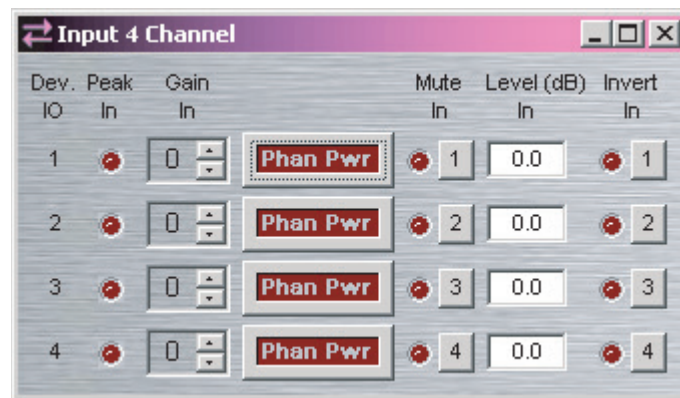 Input 4 Channel
Dev. Peak Gain Mute Level (dB) Invert
IO In In In In In
1 0 Phan Pwr 1 0.0 1
2 0 Phan Pwr 2 0.0 2
3 0 Phan Pwr 3 0.0 3
4 0 Phan Pwr 4 0.0 4